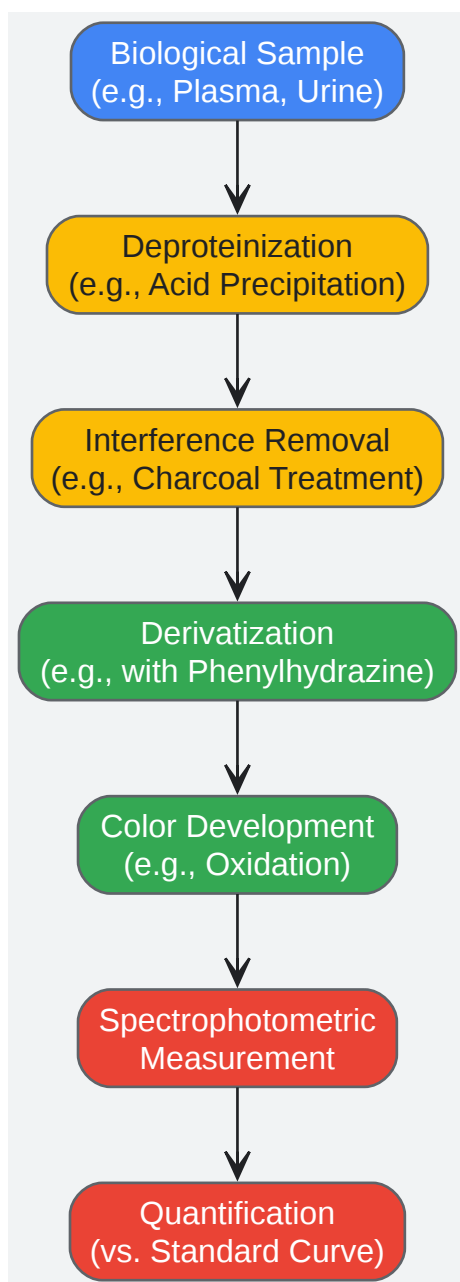 Biological Sample
(e.g., Plasma, Urine)
Deproteinization
(e.g., Acid Precipitation)
Interference Removal
(e.g., Charcoal Treatment)
Derivatization
(e.g., with Phenylhydrazine)
Color Development
(e.g., Oxidation)
Spectrophotometric
Measurement
Quantification
(vs. Standard Curve)